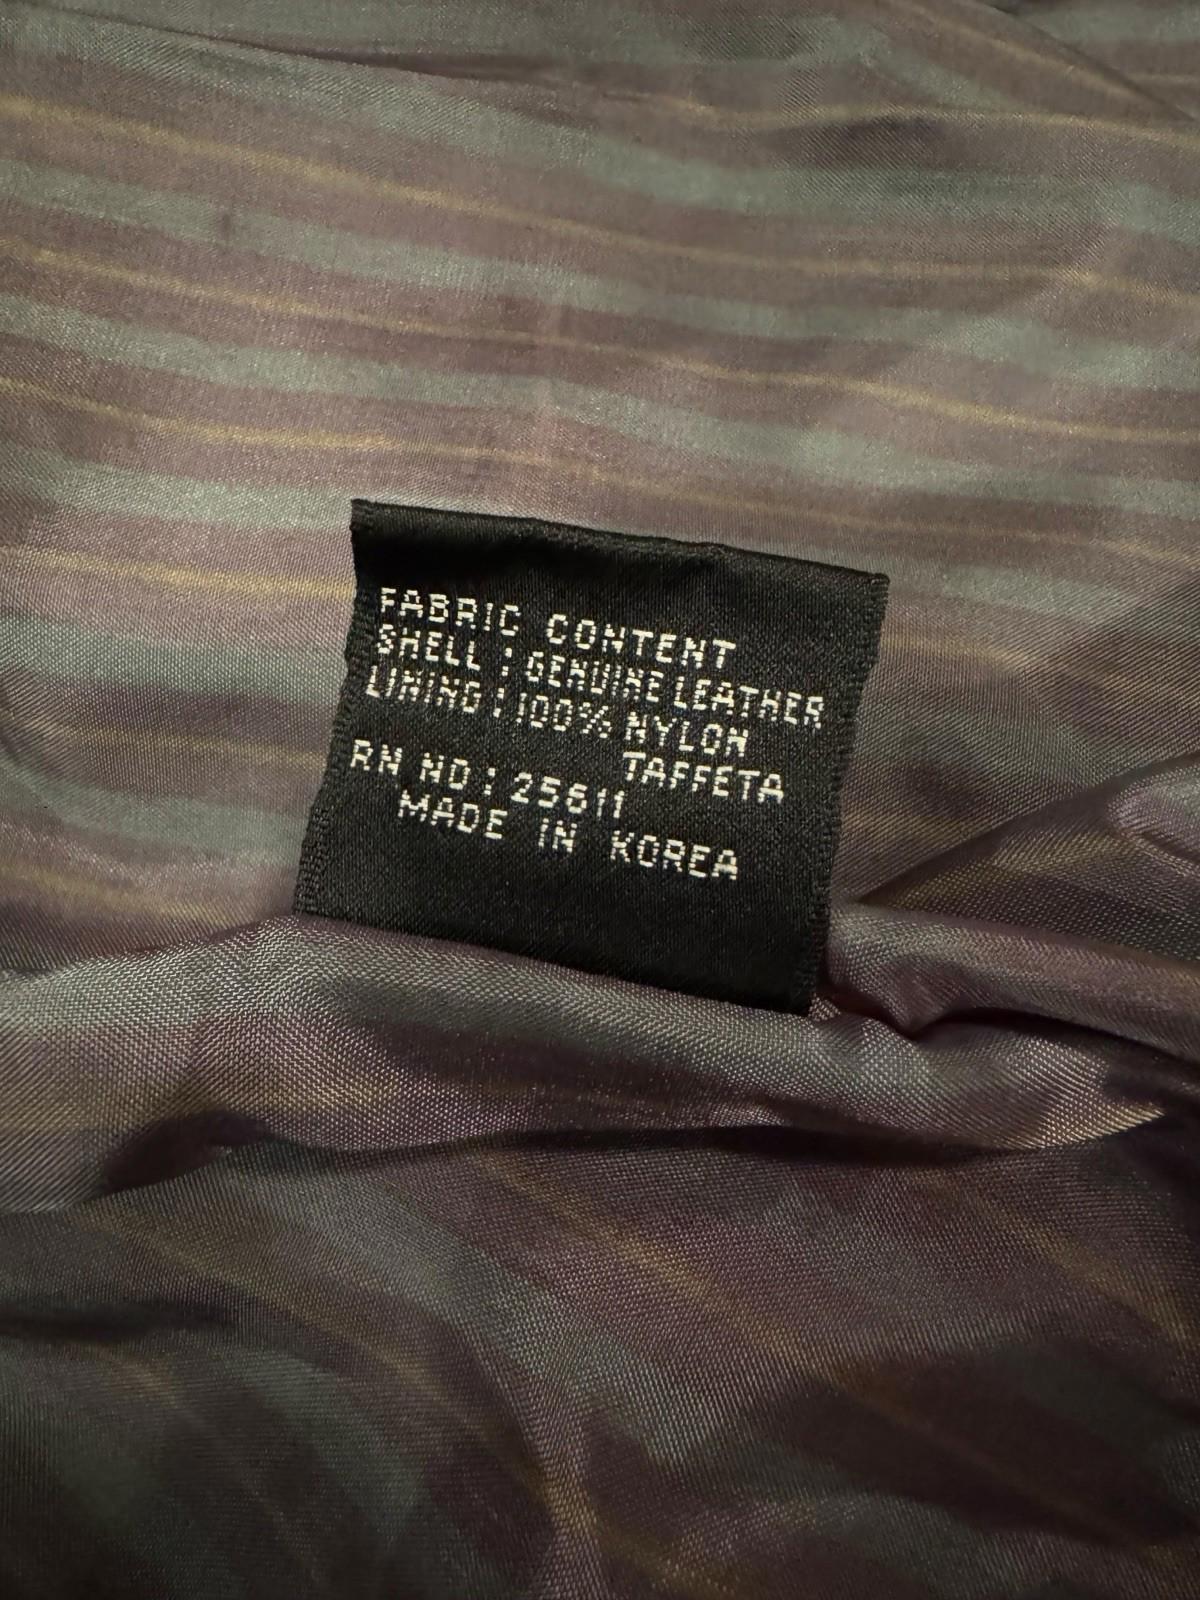 FABRIC CONTENT
SHELL : GENUINE LEATHER
LINING : 100% NYLON
TAFFETA
RN NO : 25611
MADE IN KOREA